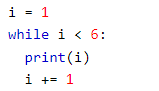 i = 1
while i < 6:
  print(i)
  i += 1